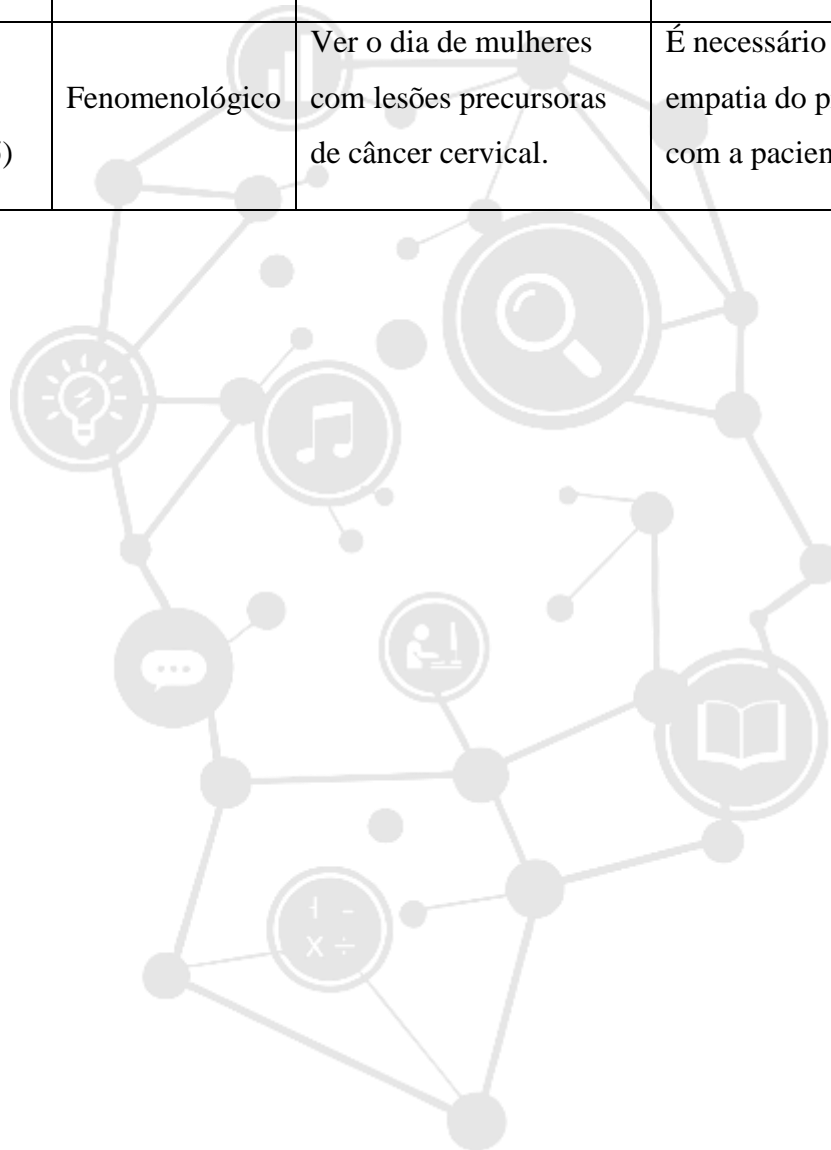 Ver o dia de mulheres
É necessário
Fenomenológico
com lesões precursoras
empatia do p
de câncer cervical.
com a pacien